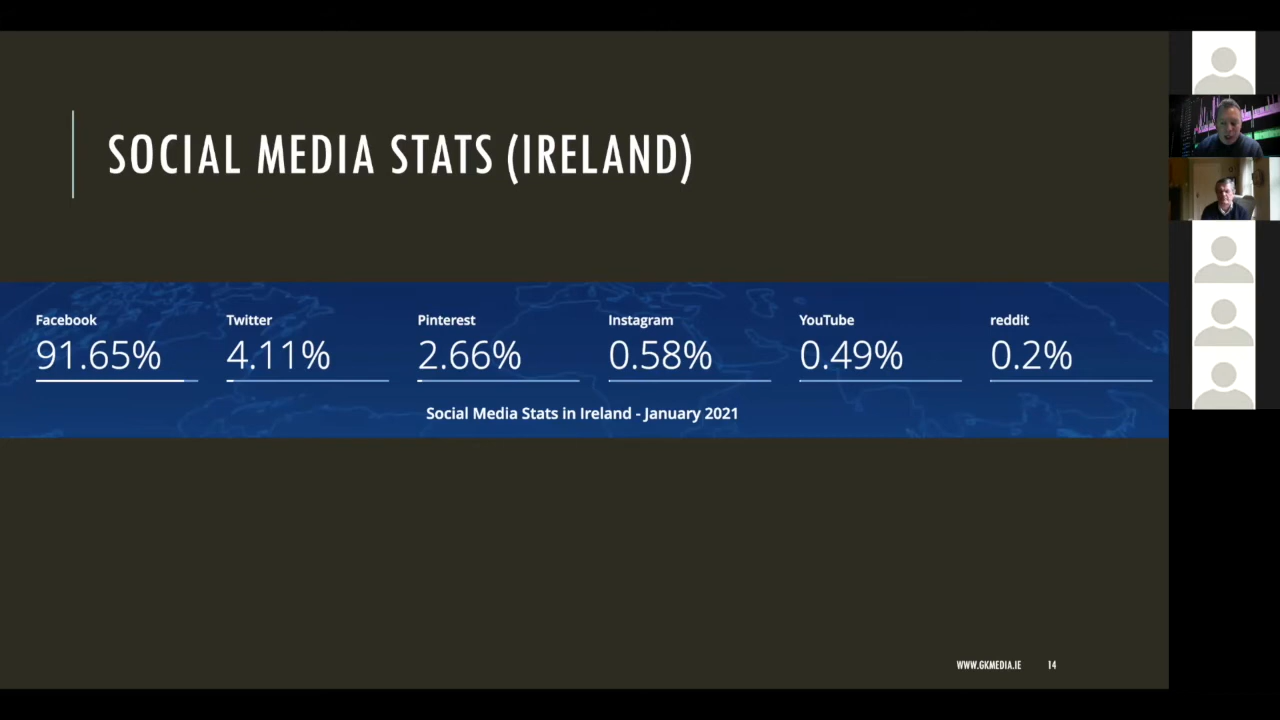 SOCIAL MEDIA STATS (IRELAND)
Facebook Twitter Pinterest Instagram YouTube reddit
91.65% 4.11% 2.66% 0.58% 0.49% 0.2%
Social Media Stats in Ireland - January 2021
WWW.GKMEDIA.IE 14